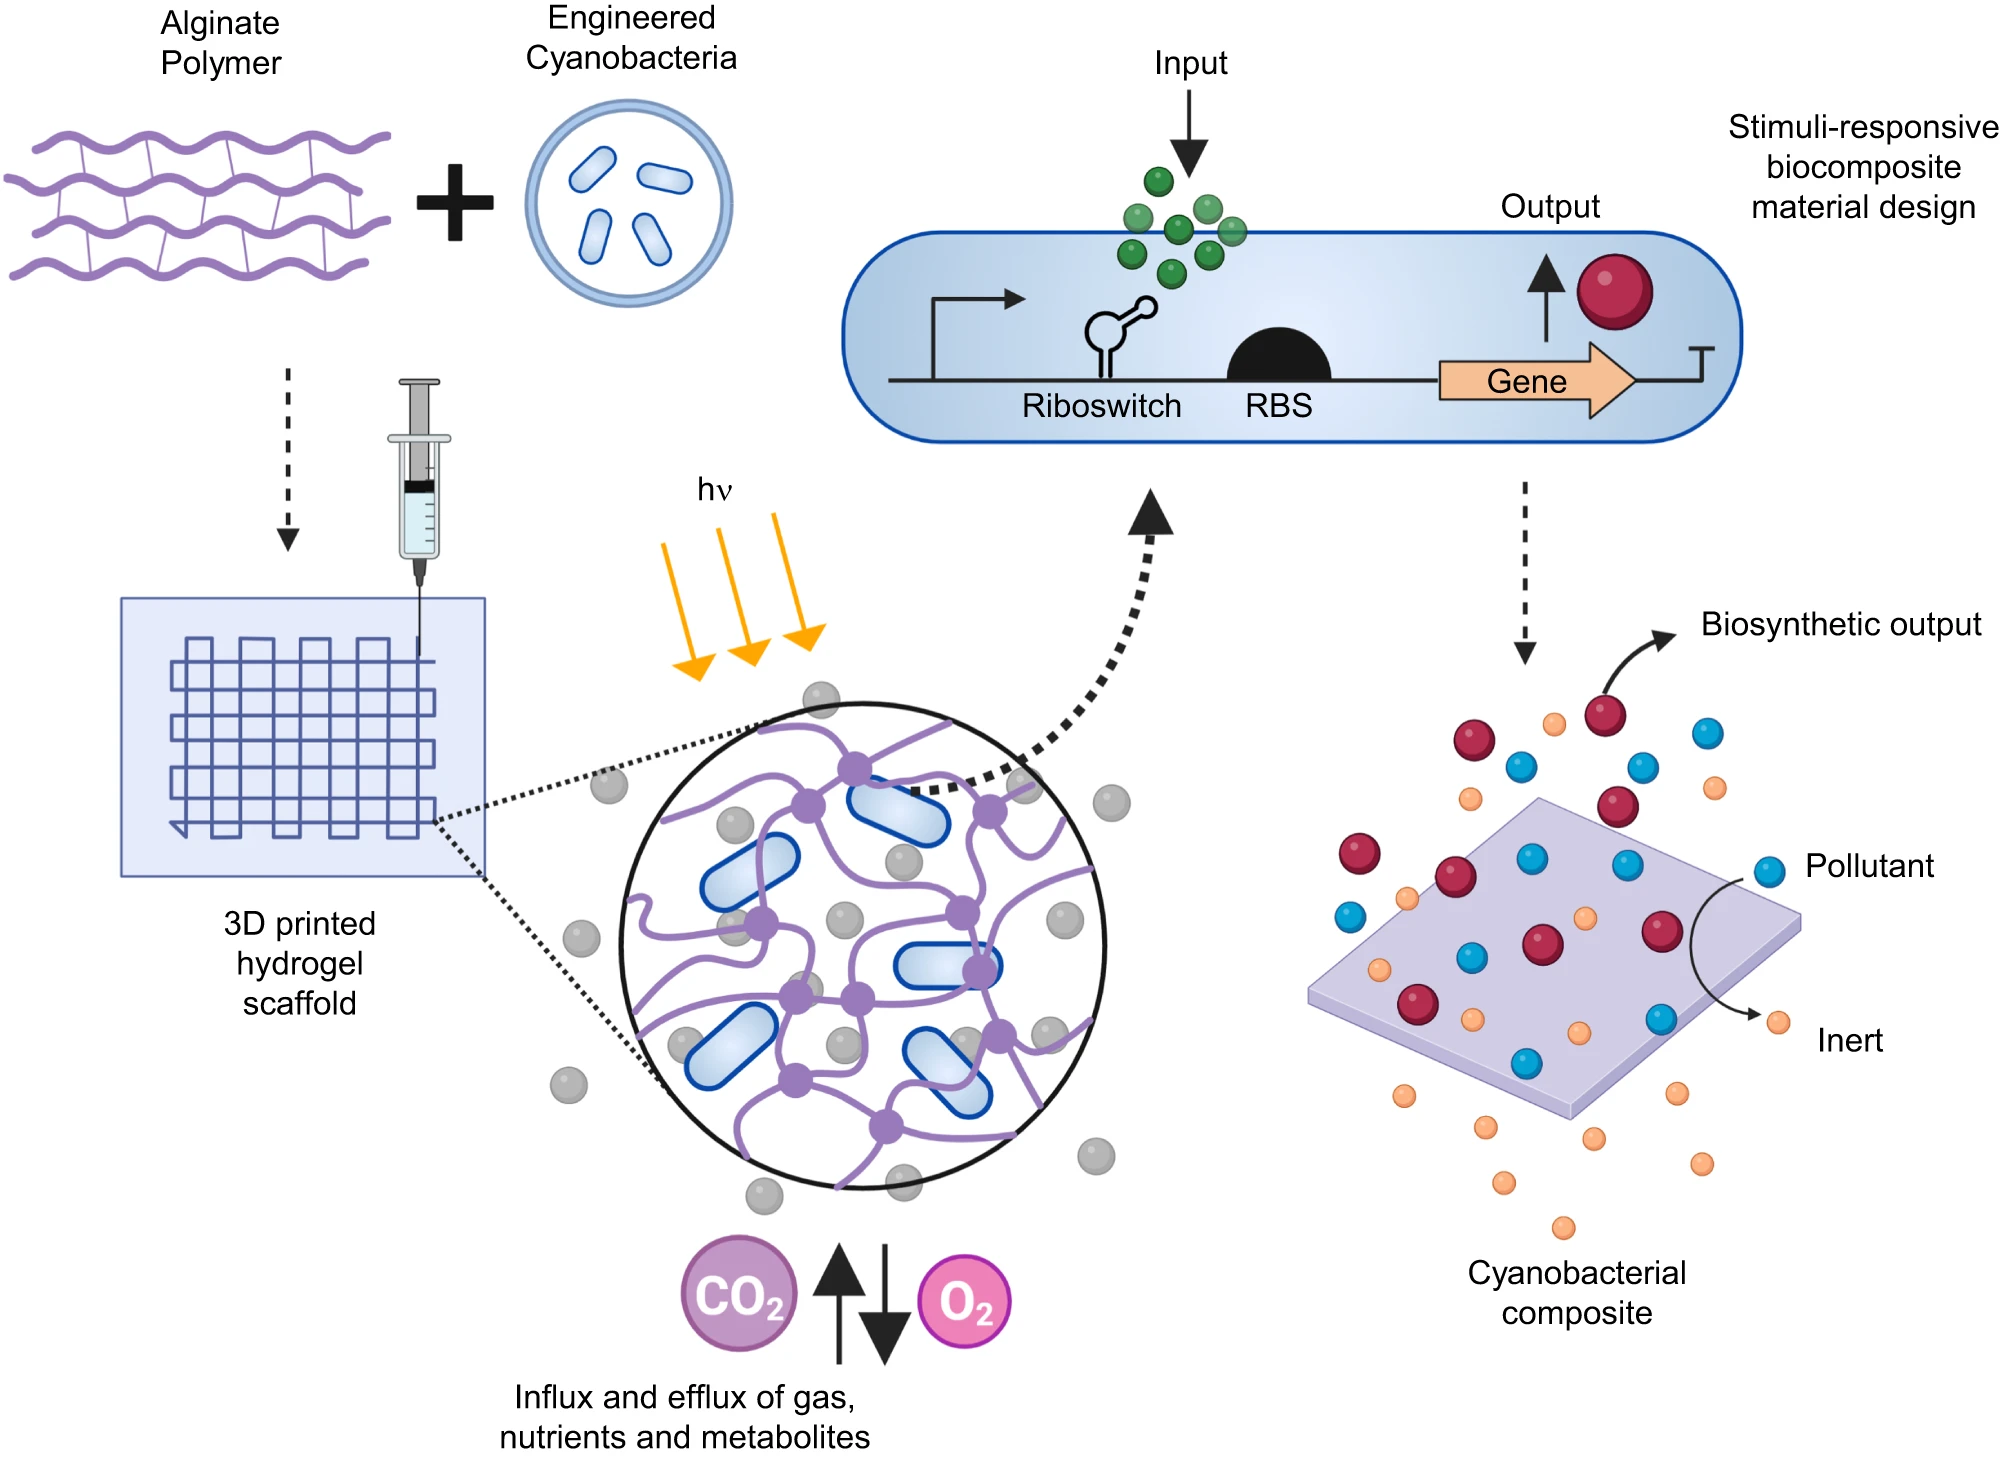 Alginate
Polymer
Engineered
Cyanobacteria
Input
Stimuli-responsive
biocomposite
material design
Output
Gene
Riboswitch
RBS
hν
3D printed
hydrogel
scaffold
Biosynthetic output
Pollutant
Inert
Cyanobacterial
composite
CO₂
O₂
Influx and efflux of gas,
nutrients and metabolites